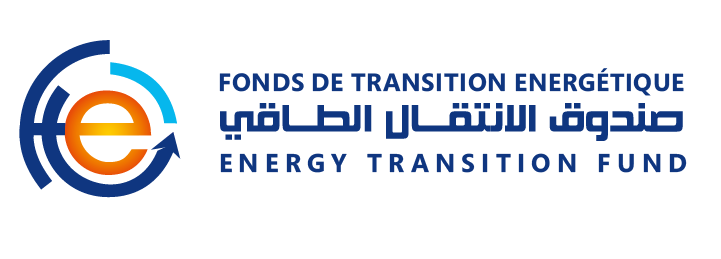 FONDS DE TRANSITION ENERGÉTIQUE
صندوق الانتقال الطاقي
ENERGY TRANSITION FUND